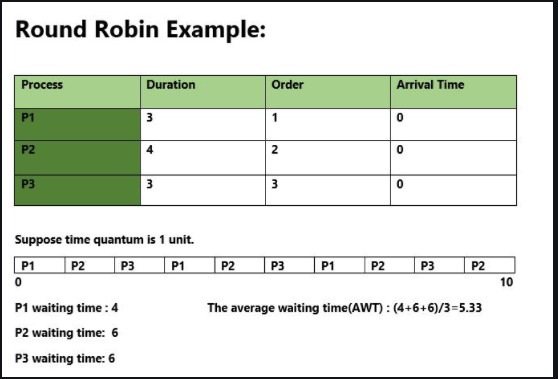 Round Robin Example:
Process Duration Order Arrival Time
P1 3 1 0
P2 4 2 0
P3 3 3 0
Suppose time quantum is 1 unit.
P1 P2 P3 P1 P2 P3 P1 P2 P3 P2
0 10
P1 waiting time : 4 The average waiting time(AWT) : (4+6+6)/3=5.33
P2 waiting time: 6
P3 waiting time: 6